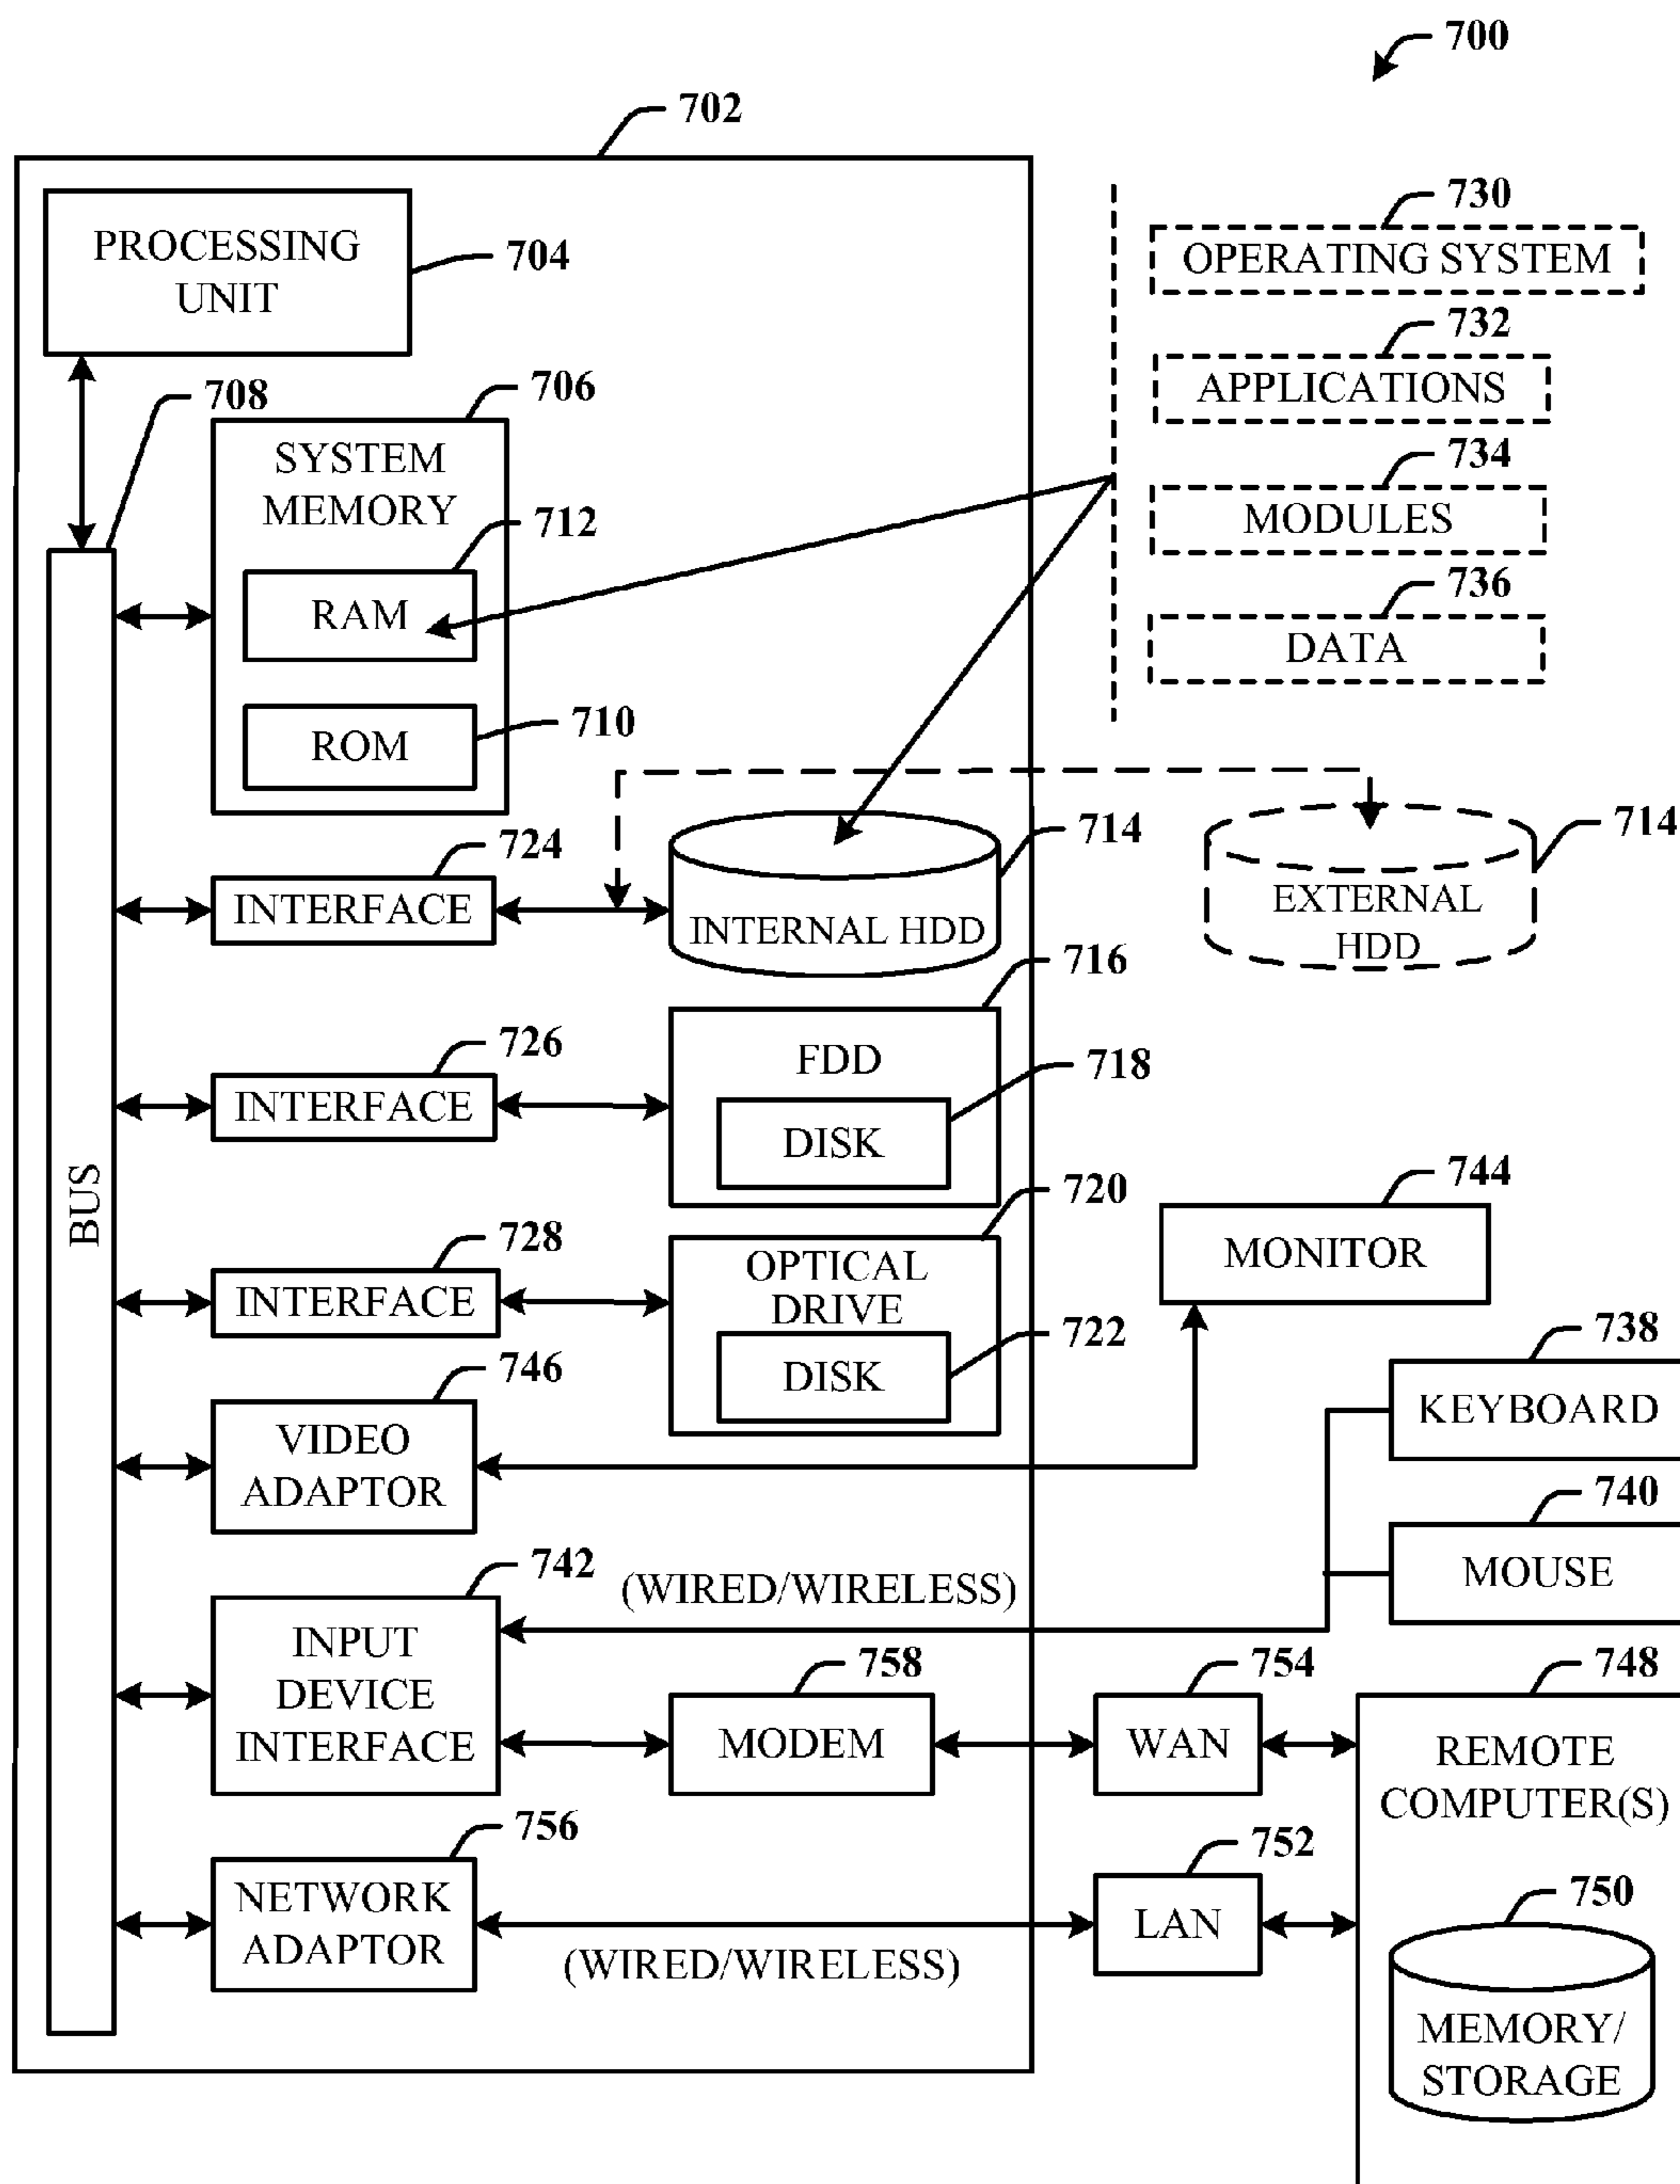 700
702
PROCESSING
UNIT
704
730
OPERATING SYSTEM
732
APPLICATIONS
734
MODULES
736
DATA
708
706
SYSTEM
MEMORY
712
RAM
710
ROM
BUS
724
INTERFACE
714
INTERNAL HDD
714
EXTERNAL
HDD
726
INTERFACE
716
FDD
718
DISK
728
INTERFACE
720
OPTICAL
DRIVE
722
DISK
744
MONITOR
746
VIDEO
ADAPTOR
738
KEYBOARD
740
MOUSE
742
INPUT
DEVICE
INTERFACE
(WIRED/WIRELESS)
758
MODEM
754
WAN
748
REMOTE
COMPUTER(S)
756
NETWORK
ADAPTOR
(WIRED/WIRELESS)
752
LAN
750
MEMORY/
STORAGE